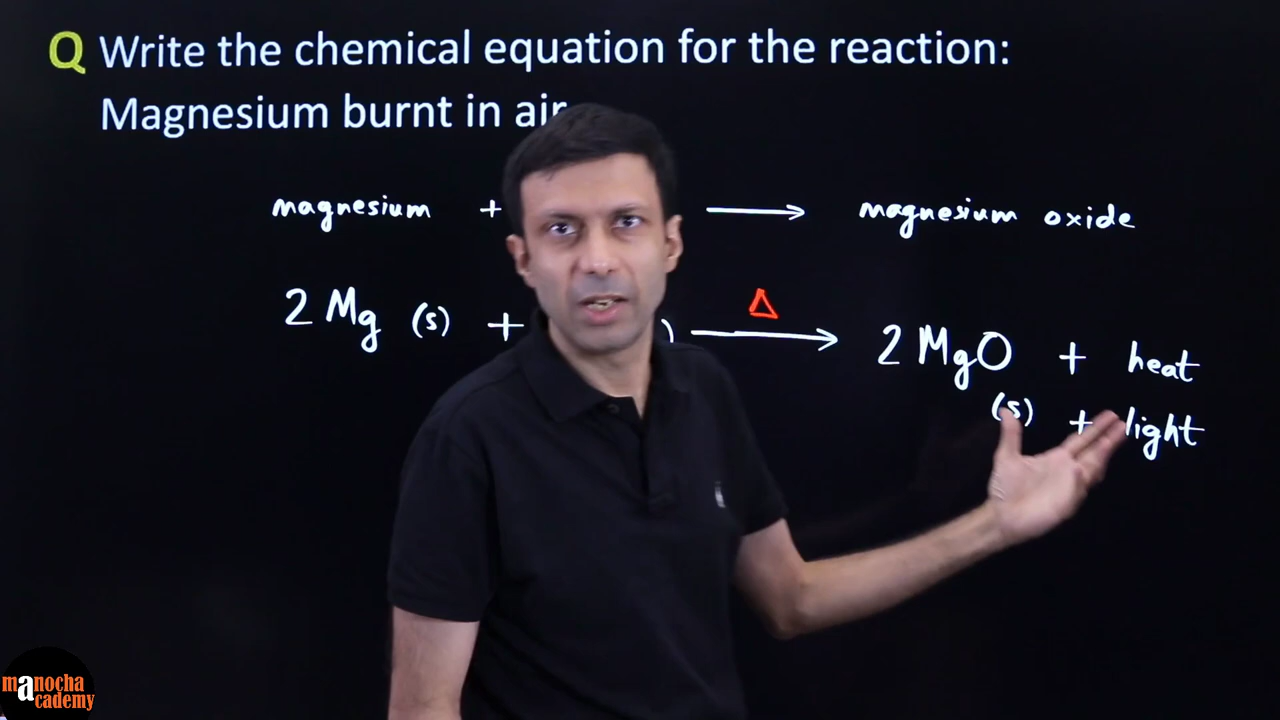 Q Write the chemical equation for the reaction:
Magnesium burnt in air
magnesium + → magnesium oxide
Δ
2 Mg (s) + ) → 2 MgO + heat
(s) + light
manocha
academy